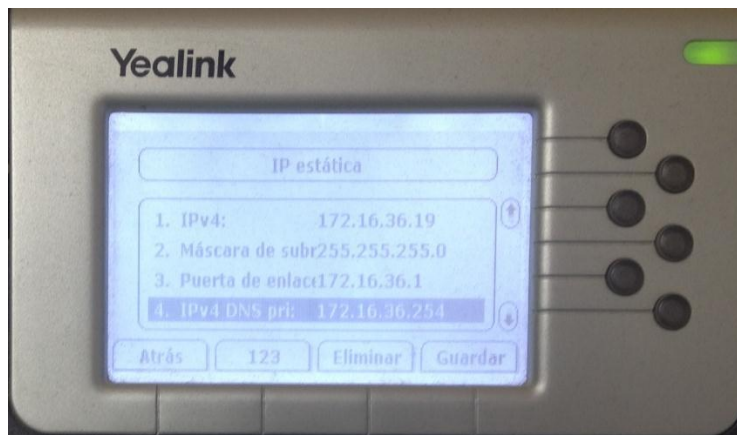 Yealink
IP estática
1. IPv4: 172.16.36.19
2. Máscara de subr255.255.255.0
3. Puerta de enlace172.16.36.1
4. IPv4 DNS pri: 172.16.36.254
Atrás 123 Eliminar Guardar